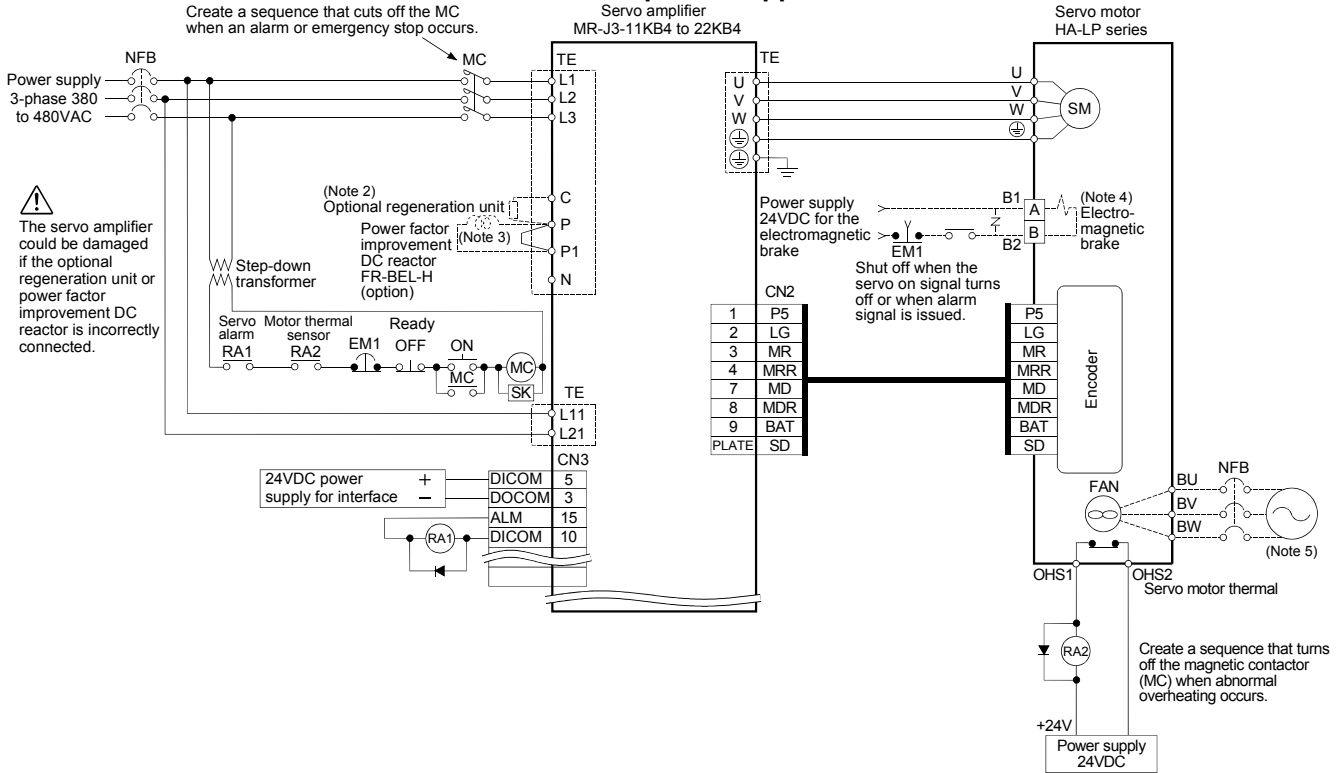 Create a sequence that cuts off the MC
when an alarm or emergency stop occurs.
Servo amplifier
MR-J3-11KB4 to 22KB4
Servo motor
HA-LP series
NFB
MC
TE
TE
Power supply
3-phase 380
to 480VAC
L1
L2
L3
U
V
W
U
V
W
SM
The servo amplifier
could be damaged
if the optional
regeneration unit or
power factor
improvement DC
reactor is incorrectly
connected.
(Note 2)
Optional regeneration unit
Power factor
improvement
DC reactor
FR-BEL-H
(option)
(Note 3)
C
P
P1
N
Power supply
24VDC for the
electromagnetic
brake
EM1
Shut off when the
servo on signal turns
off or when alarm
signal is issued.
B1
B2
A
B
(Note 4)
Electro-
magnetic
brake
Step-down
transformer
Servo
alarm
RA1
Motor thermal
sensor
RA2
EM1
Ready
OFF
ON
MC
MC
SK
TE
L11
L21
CN2
1 P5
2 LG
3 MR
4 MRR
7 MD
8 MDR
9 BAT
PLATE SD
P5
LG
MR
MRR
MD
MDR
BAT
SD
Encoder
CN3
24VDC power
supply for interface
+
−
DICOM 5
DOCOM 3
ALM 15
DICOM 10
RA1
FAN
BU
BV
BW
NFB
(Note 5)
OHS1
OHS2
Servo motor thermal
RA2
Create a sequence that turns
off the magnetic contactor
(MC) when abnormal
overheating occurs.
+24V
Power supply
24VDC